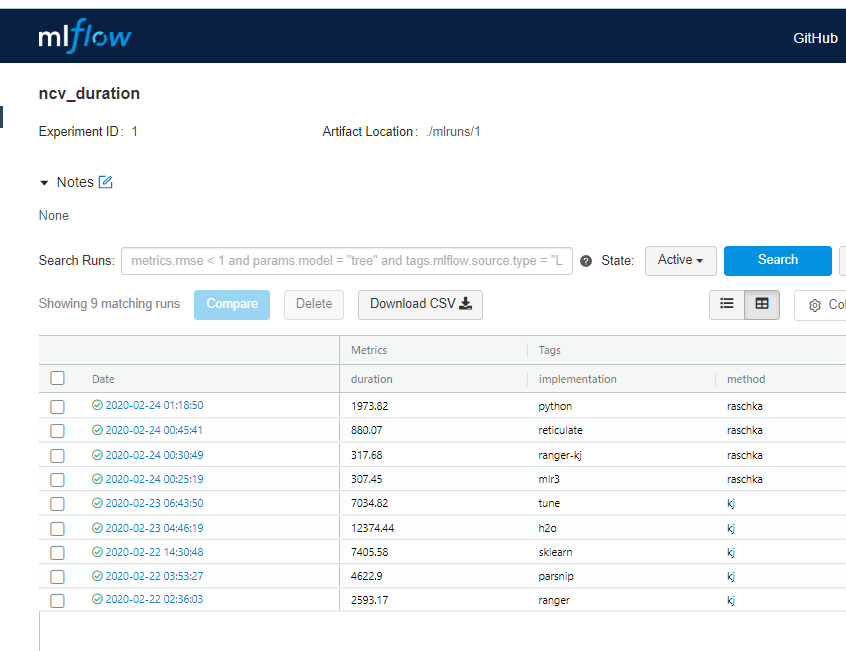 mlflow
GitHub
ncv_duration
Experiment ID: 1 Artifact Location: ./mlruns/1
Notes
None
Search Runs: metrics.rmse < 1 and params.model = "tree" and tags.mlflow.source.type = "L ? State: Active Search
Showing 9 matching runs Compare Delete Download CSV Col
Metrics Tags
Date duration implementation method
2020-02-24 01:18:50 1973.82 python raschka
2020-02-24 00:45:41 880.07 reticulate raschka
2020-02-24 00:30:49 317.68 ranger-kj raschka
2020-02-24 00:25:19 307.45 mlr3 raschka
2020-02-23 06:43:50 7034.82 tune kj
2020-02-23 04:46:19 12374.44 h2o kj
2020-02-22 14:30:48 7405.58 sklearn kj
2020-02-22 03:53:27 4622.9 parsnip kj
2020-02-22 02:36:03 2593.17 ranger kj